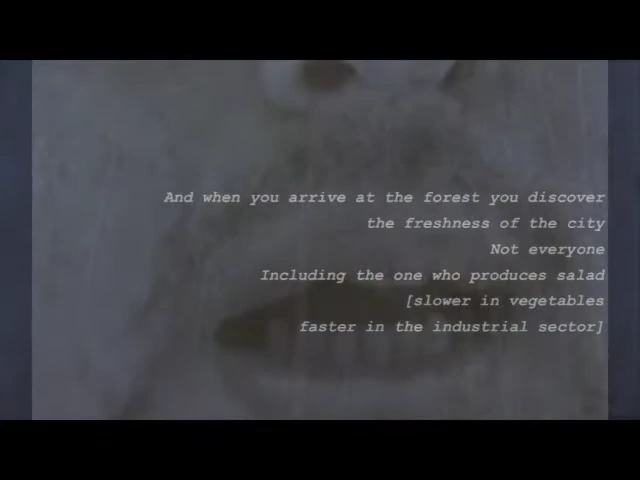 And when you arrive at the forest you discover
the freshness of the city
Not everyone
Including the one who produces salad
[slower in vegetables
faster in the industrial sector]